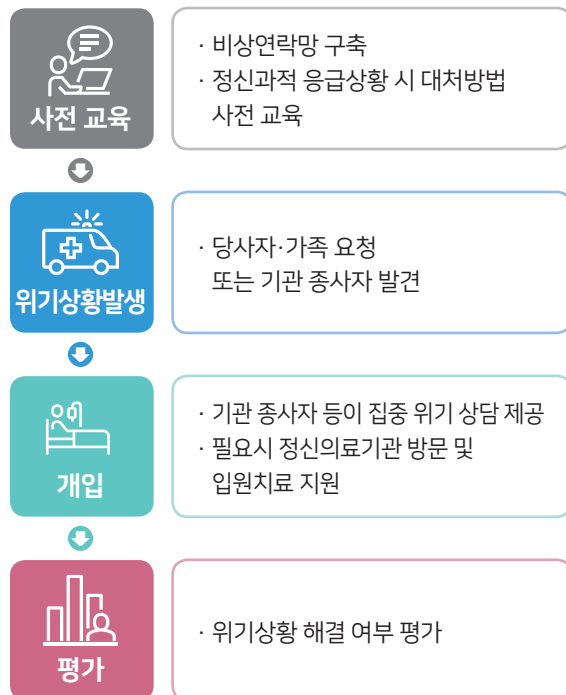 사전 교육
· 비상연락망 구축
· 정신과적 응급상황 시 대처방법
사전 교육
위기상황발생
· 당사자·가족 요청
또는 기관 종사자 발견
개입
· 기관 종사자 등이 집중 위기 상담 제공
· 필요시 정신의료기관 방문 및
입원치료 지원
평가
· 위기상황 해결 여부 평가